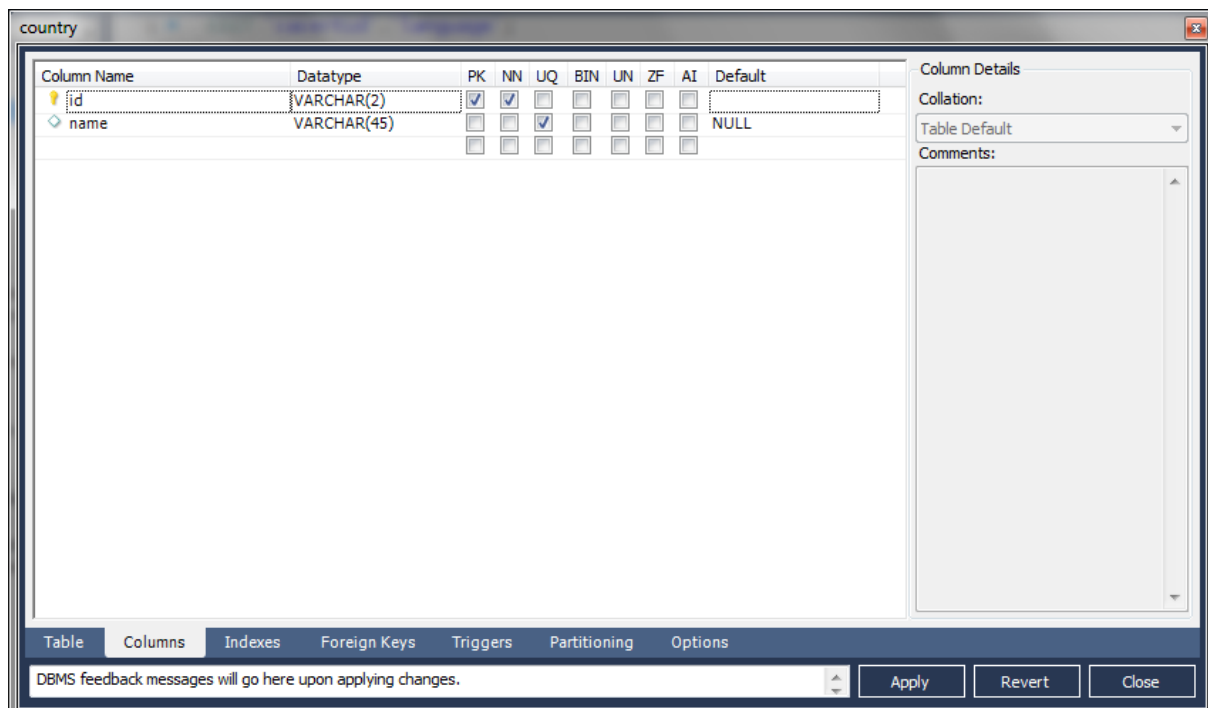 country
Column Name Datatype PK NN UQ BIN UN ZF AI Default
id VARCHAR(2)
name VARCHAR(45) NULL
Column Details
Collation:
Table Default
Comments:
Table Columns Indexes Foreign Keys Triggers Partitioning Options
DBMS feedback messages will go here upon applying changes.
Apply Revert Close